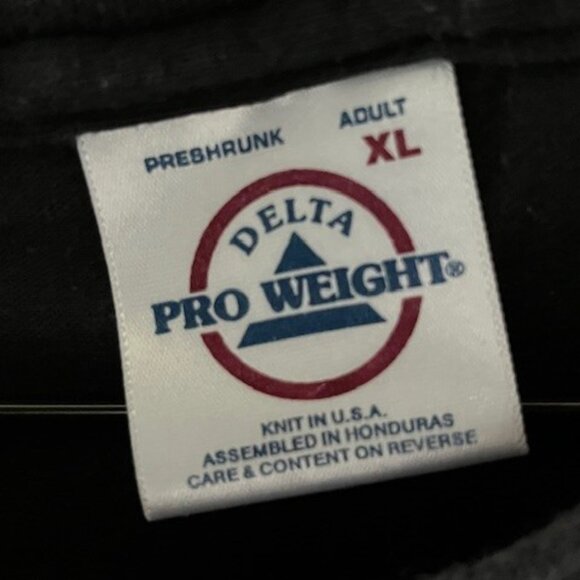 PRESHRUNK
ADULT
XL
DELTA
PRO WEIGHT®
KNIT IN U.S.A.
ASSEMBLED IN HONDURAS
CARE & CONTENT ON REVERSE